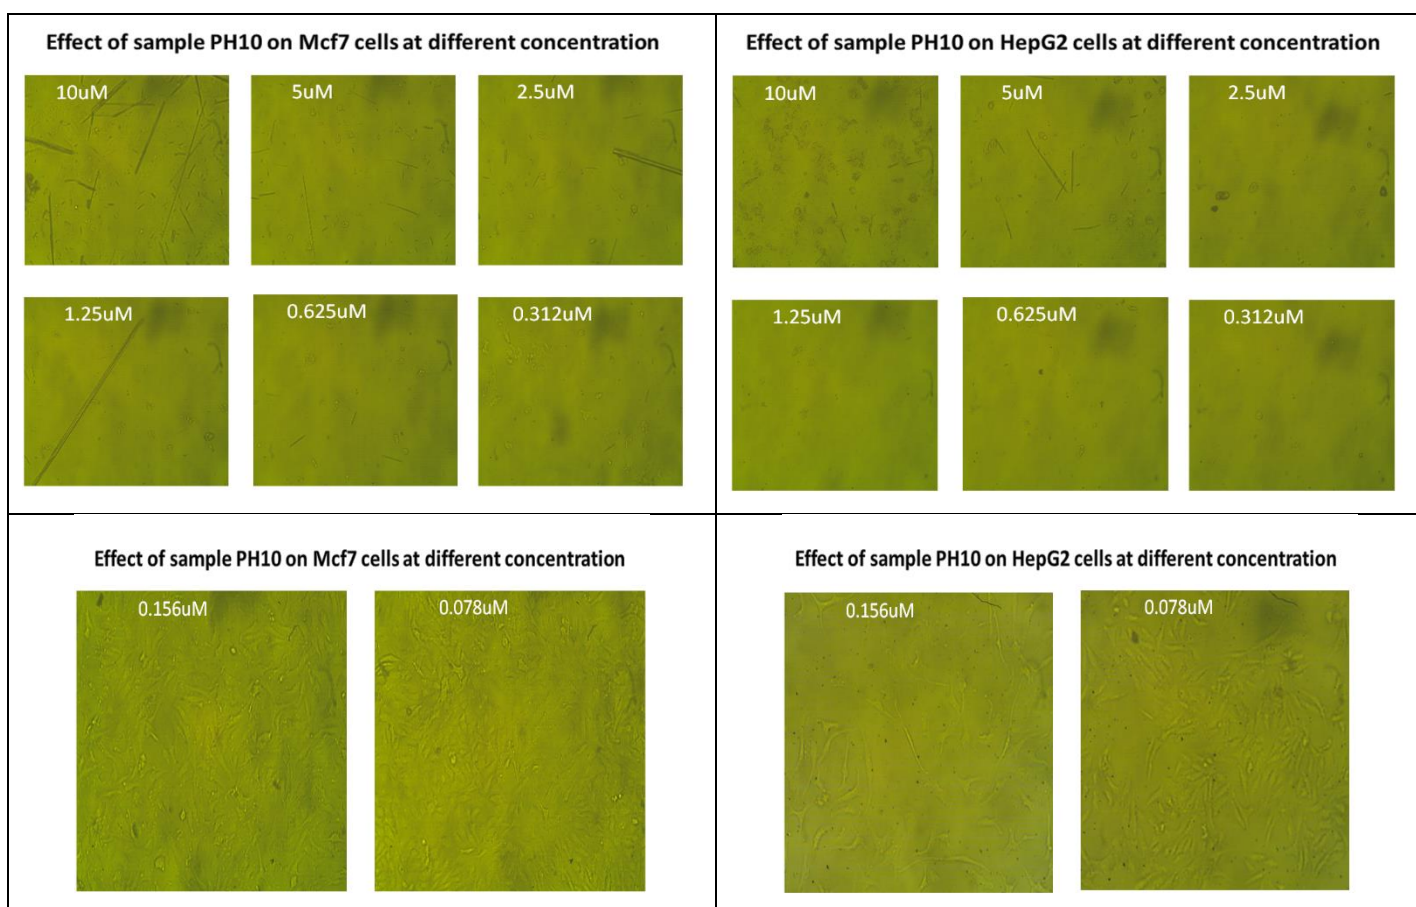 Effect of sample PH10 on Mcf7 cells at different concentration
10uM
5uM
2.5uM
1.25uM
0.625uM
0.312uM
Effect of sample PH10 on HepG2 cells at different concentration
10uM
5uM
2.5uM
1.25uM
0.625uM
0.312uM
Effect of sample PH10 on Mcf7 cells at different concentration
0.156uM
0.078uM
Effect of sample PH10 on HepG2 cells at different concentration
0.156uM
0.078uM